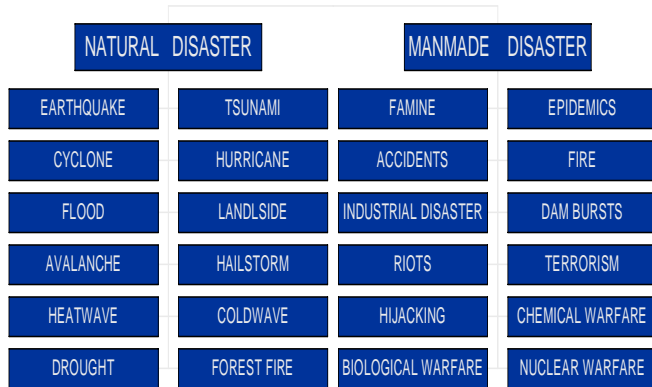 NATURAL DISASTER
MANMADE DISASTER
EARTHQUAKE
TSUNAMI
FAMINE
EPIDEMICS
CYCLONE
HURRICANE
ACCIDENTS
FIRE
FLOOD
LANDLSIDE
INDUSTRIAL DISASTER
DAM BURSTS
AVALANCHE
HAILSTORM
RIOTS
TERRORISM
HEATWAVE
COLDWAVE
HIJACKING
CHEMICAL WARFARE
DROUGHT
FOREST FIRE
BIOLOGICAL WARFARE
NUCLEAR WARFARE